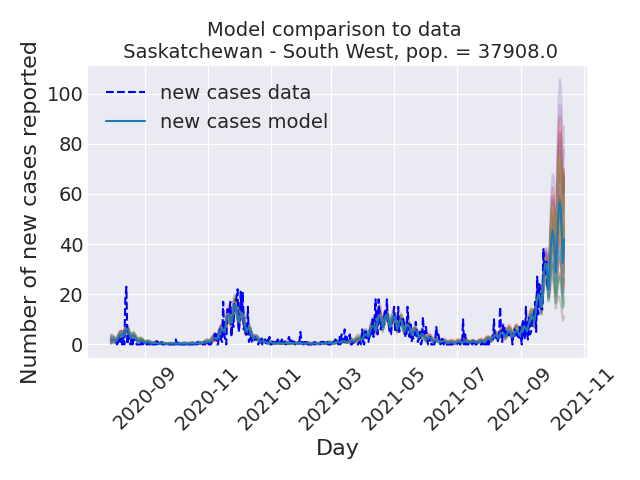 Model comparison to data
Saskatchewan - South West, pop. = 37908.0
Number of new cases reported
100
80
60
40
20
0
new cases data
new cases model
2020-09
2020-11
2021-01
2021-03
2021-05
2021-07
2021-09
2021-11
Day